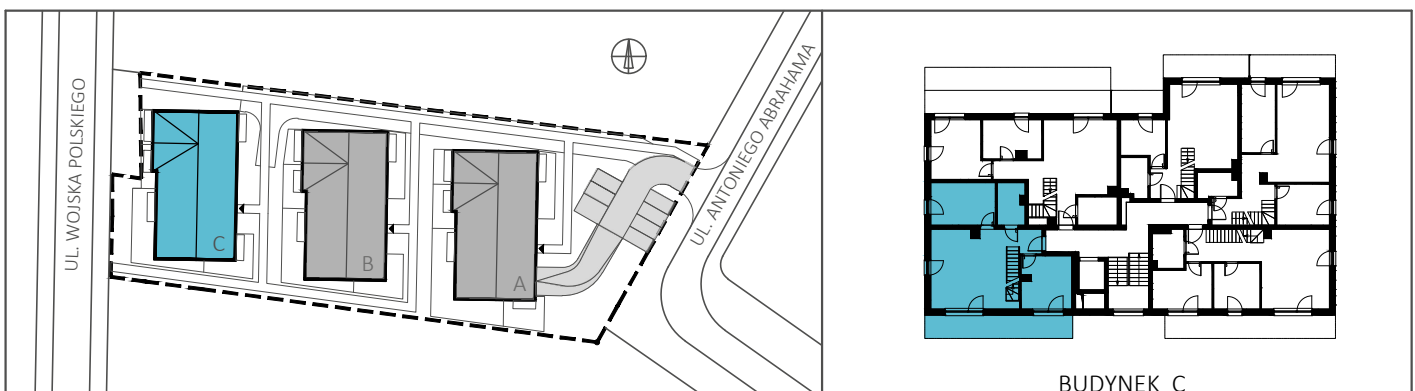 UL. WOJSKA POLSKIEGO
C
B
A
UL. ANTONIEGO ABRAHAMA
BUDYNEK C